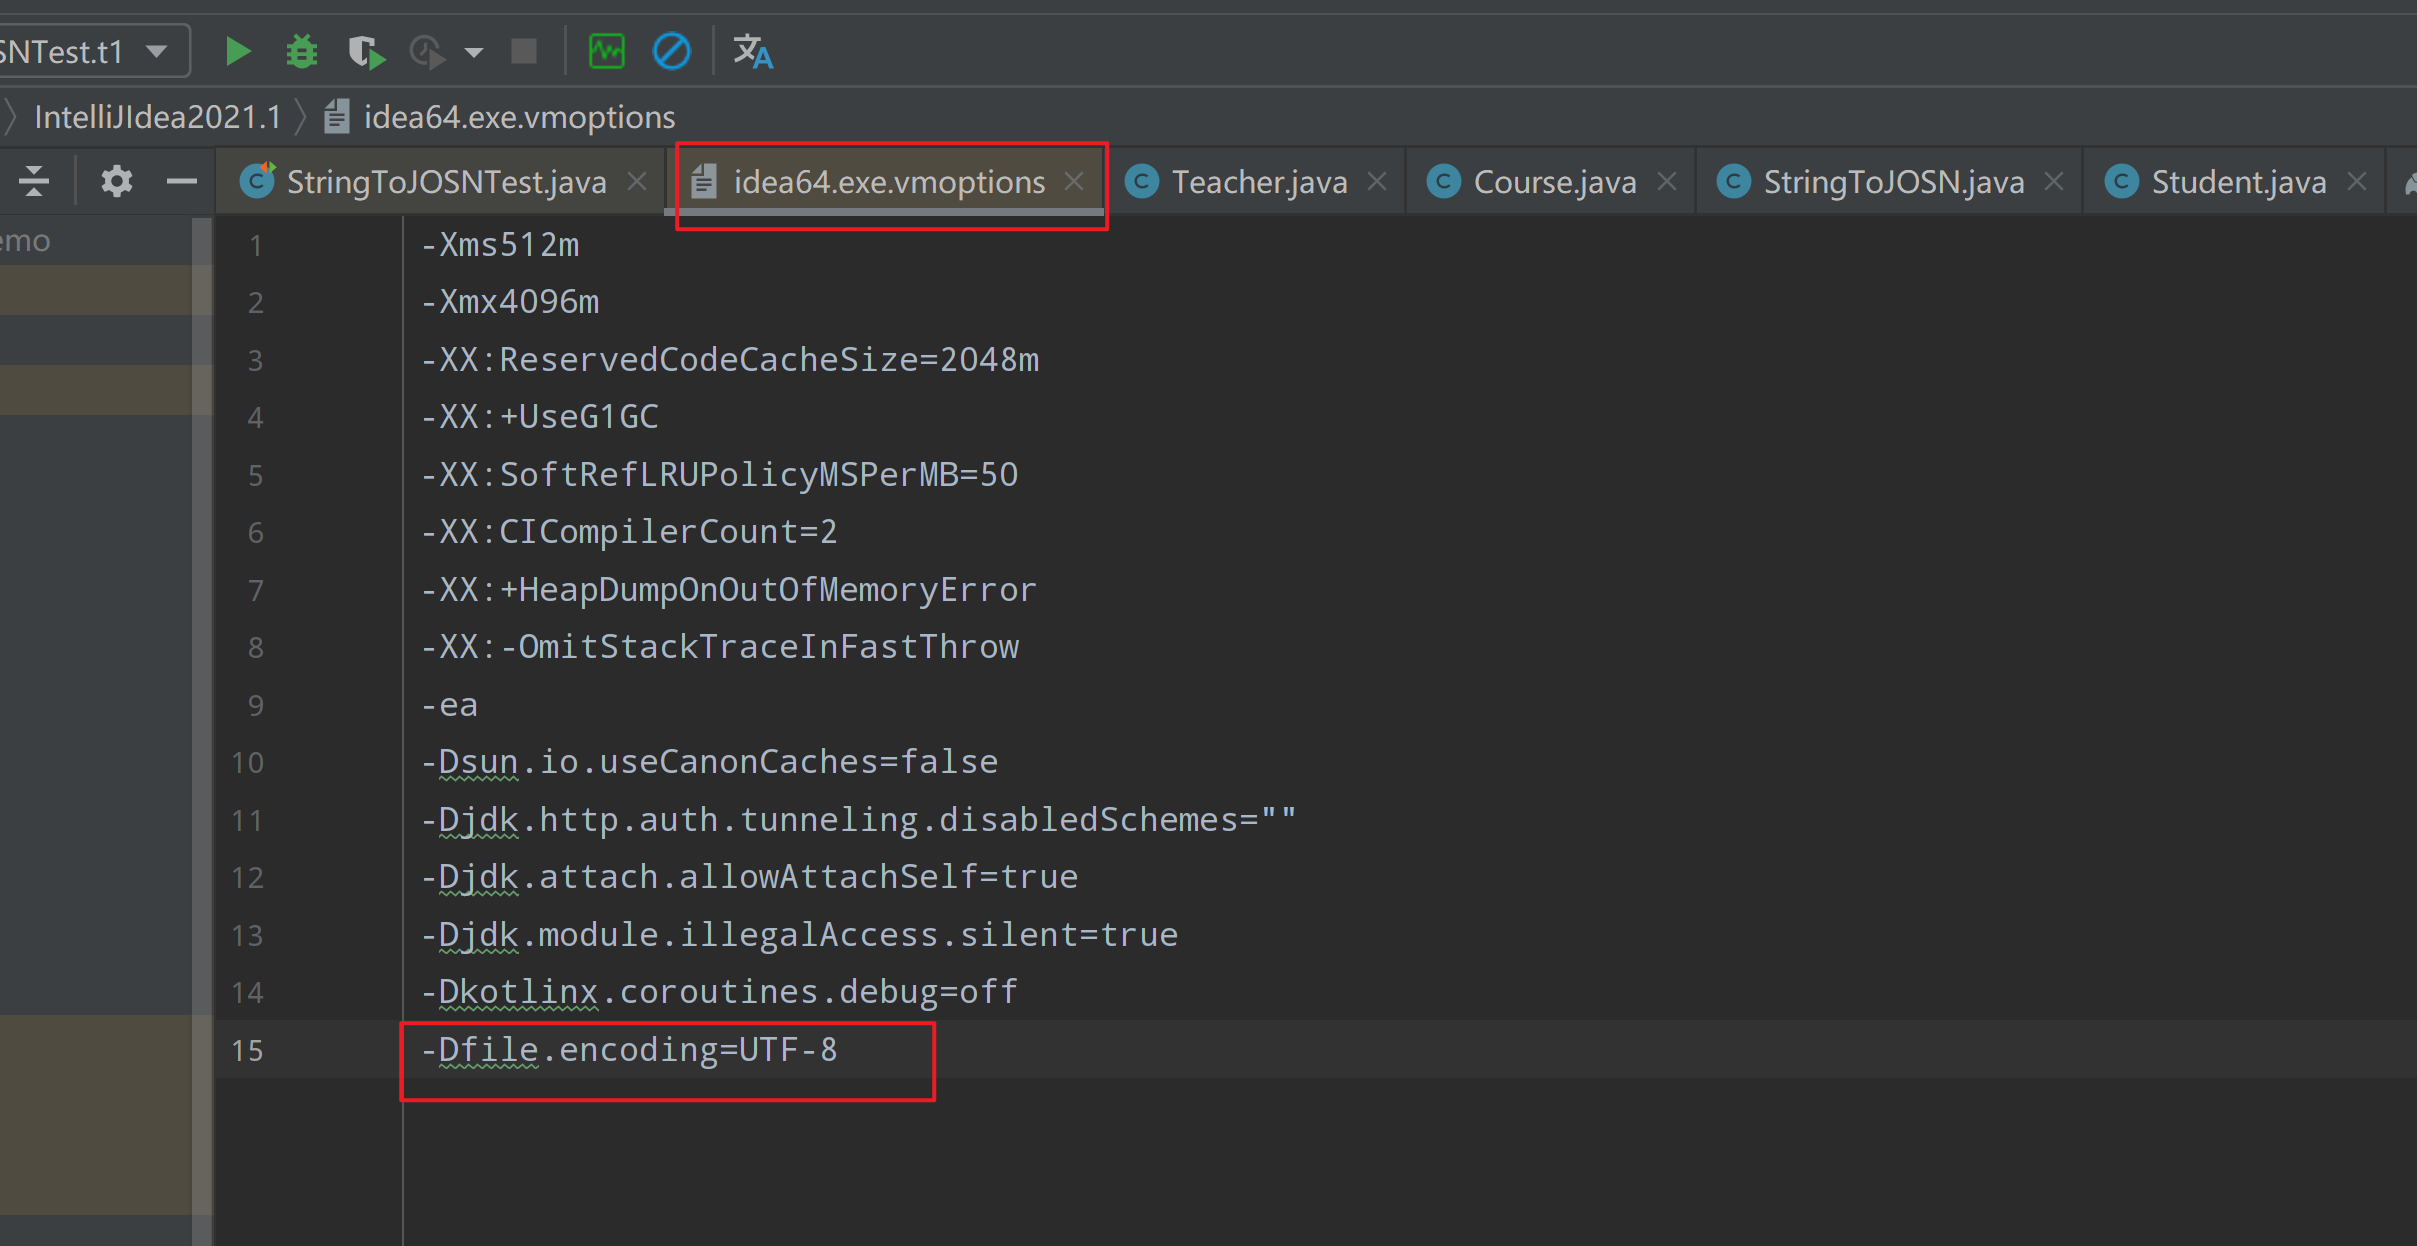 SNTest.t1
IntelliJIdea2021.1 idea64.exe.vmoptions
StringToJOSNTest.java idea64.exe.vmoptions Teacher.java Course.java StringToJOSN.java Student.java
emo
1 -Xms512m
2 -Xmx4096m
3 -XX:ReservedCodeCacheSize=2048m
4 -XX:+UseG1GC
5 -XX:SoftRefLRUPolicyMSPerMB=50
6 -XX:CICompilerCount=2
7 -XX:+HeapDumpOnOutOfMemoryError
8 -XX:-OmitStackTraceInFastThrow
9 -ea
10 -Dsun.io.useCanonCaches=false
11 -Djdk.http.auth.tunneling.disabledSchemes=""
12 -Djdk.attach.allowAttachSelf=true
13 -Djdk.module.illegalAccess.silent=true
14 -Dkotlinx.coroutines.debug=off
15 -Dfile.encoding=UTF-8